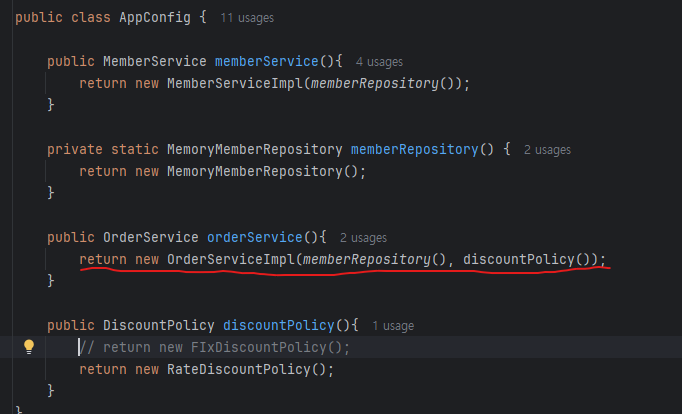 public class AppConfig { 11 usages
public MemberService memberService(){ 4 usages
return new MemberServiceImpl(memberRepository());
}
private static MemoryMemberRepository memberRepository() { 2 usages
return new MemoryMemberRepository();
}
public OrderService orderService(){ 2 usages
return new OrderServiceImpl(memberRepository(), discountPolicy());
}
public DiscountPolicy discountPolicy(){ 1 usage
// return new FIxDiscountPolicy();
return new RateDiscountPolicy();
}
}